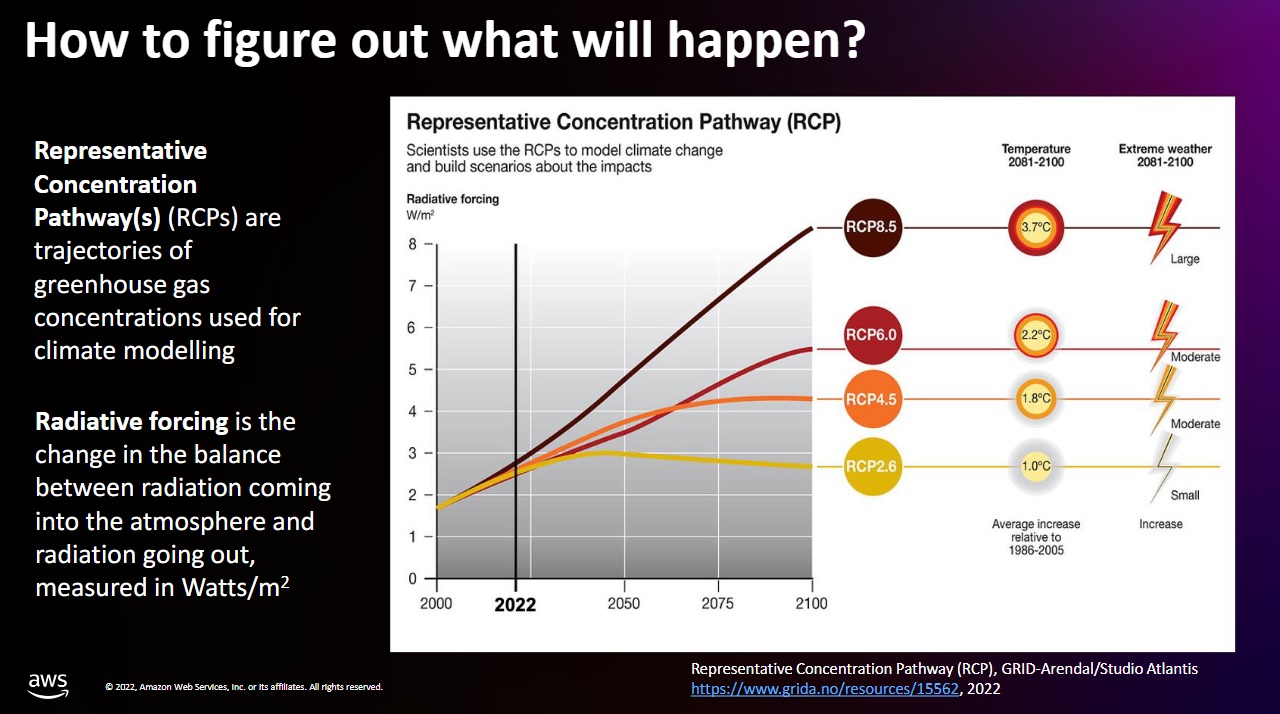 How to figure out what will happen?
Representative
Concentration
Pathway(s) (RCPs) are
trajectories of
greenhouse gas
concentrations used for
climate modelling
Radiative forcing is the
change in the balance
between radiation coming
into the atmosphere and
radiation going out,
measured in Watts/m²
Representative Concentration Pathway (RCP)
Scientists use the RCPs to model climate change
and build scenarios about the impacts
Radiative forcing
W/m²
8
7
6
5
4
3
2
1
0
2000
2022
2050
2075
2100
Temperature
2081-2100
Extreme weather
2081-2100
RCP8.5
3.7ºC
Large
RCP6.0
2.2ºC
Moderate
RCP4.5
1.8ºC
Moderate
RCP2.6
1.0ºC
Small
Average increase
relative to
1986-2005
Increase
aws
© 2022, Amazon Web Services, Inc. or its affiliates. All rights reserved.
Representative Concentration Pathway (RCP), GRID-Arendal/Studio Atlantis
https://www.grida.no/resources/15562, 2022